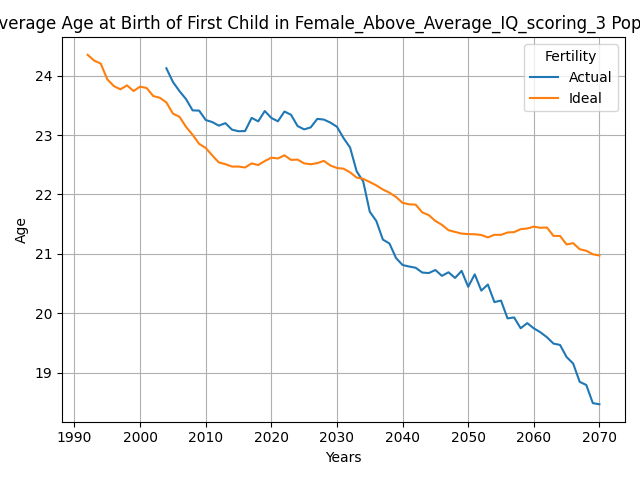 verage Age at Birth of First Child in Female_Above_Average_IQ_scoring_3 Pop
Fertility
Actual
Ideal
24
23
22
21
20
19
Age
1990 2000 2010 2020 2030 2040 2050 2060 2070
Years